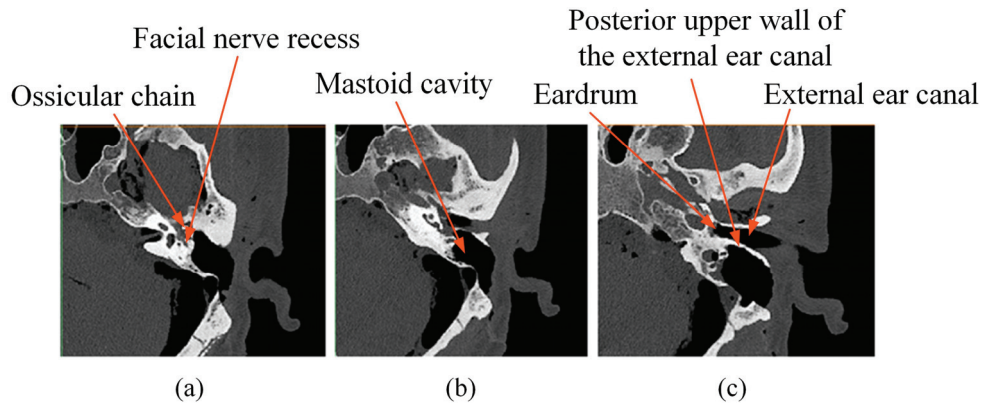 Facial nerve recess
Ossicular chain
Mastoid cavity
Posterior upper wall of
the external ear canal
Eardrum
External ear canal
(a)
(b)
(c)